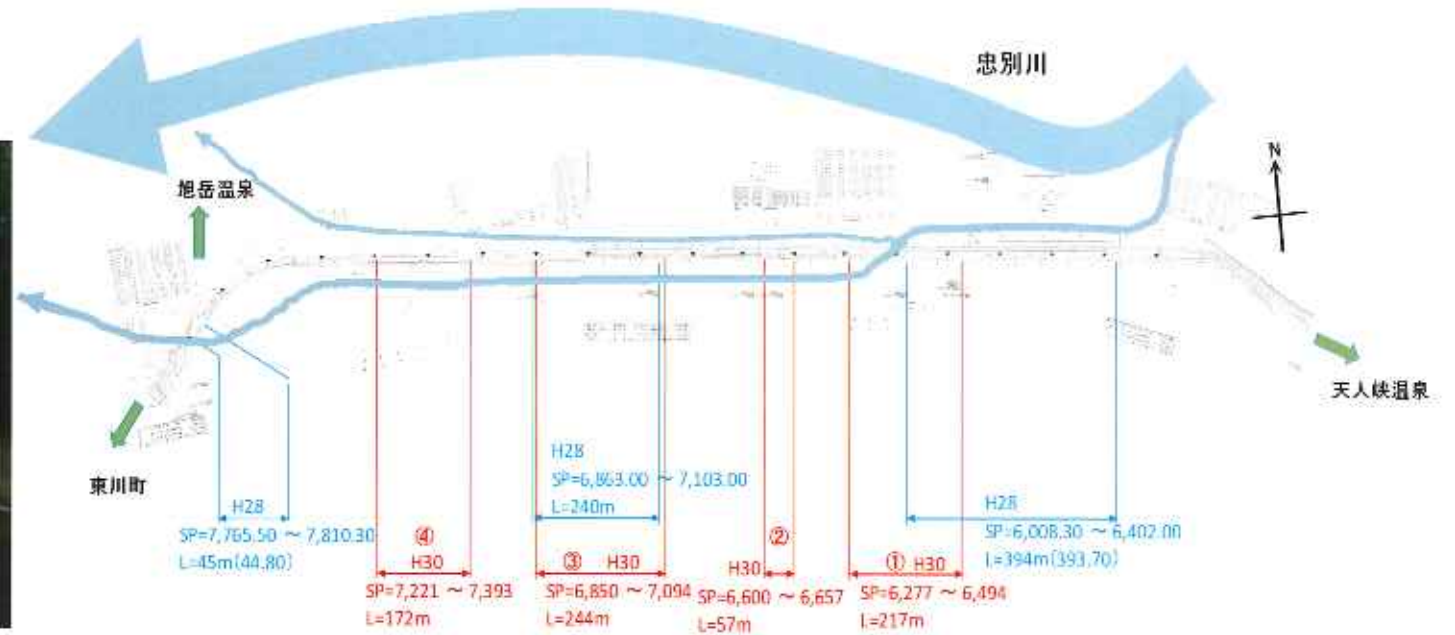 忠別川
N
旭岳温泉
天人峡温泉
東川町
H28
SP=7,765.50 ～ 7,810.30
L=45m(44.80)
④
H30
SP=7,221 ～ 7,393
L=172m
H28
SP=6,863.00 ～ 7,103.00
L=240m
③ H30
SP=6,850 ～ 7,094
L=244m
②
H30
SP=6,600 ～ 6,657
L=57m
① H30
SP=6,277 ～ 6,494
L=217m
H28
SP=6,008.30 ～ 6,402.00
L=394m(393.70)